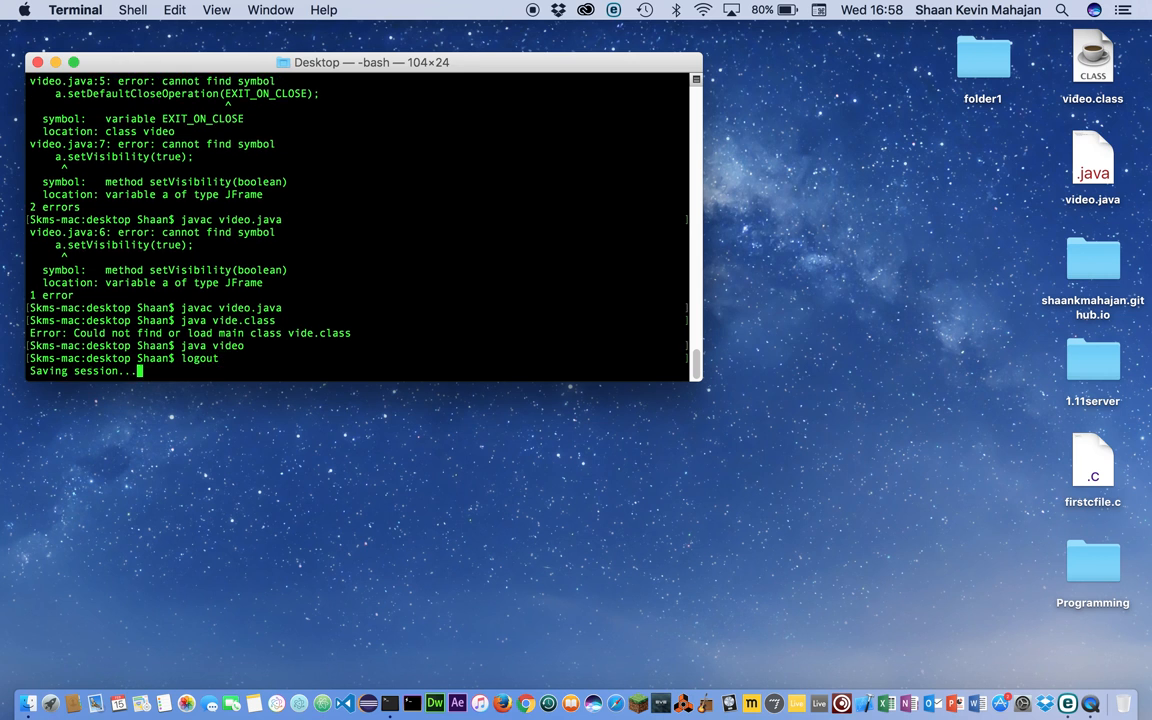 Terminal Shell Edit View Window Help 80% Wed 16:58 Shaan Kevin Mahajan
Desktop — -bash — 104×24
video.java:5: error: cannot find symbol
a.setDefaultCloseOperation(EXIT_ON_CLOSE);
^
symbol: variable EXIT_ON_CLOSE
location: class video
video.java:7: error: cannot find symbol
a.setVisibility(true);
^
symbol: method setVisibility(boolean)
location: variable a of type JFrame
2 errors
[Skms-mac:desktop Shaan$ javac video.java ]
video.java:6: error: cannot find symbol
a.setVisibility(true);
^
symbol: method setVisibility(boolean)
location: variable a of type JFrame
1 error
[Skms-mac:desktop Shaan$ javac video.java ]
[Skms-mac:desktop Shaan$ java vide.class ]
Error: Could not find or load main class vide.class
[Skms-mac:desktop Shaan$ java video ]
[Skms-mac:desktop Shaan$ logout ]
Saving session...
folder1
CLASS
video.class
.java
video.java
shaankmahajan.git
hub.io
1.11server
.C
firstcfile.c
Programming
15
Dw
Ae
m
Live
Live